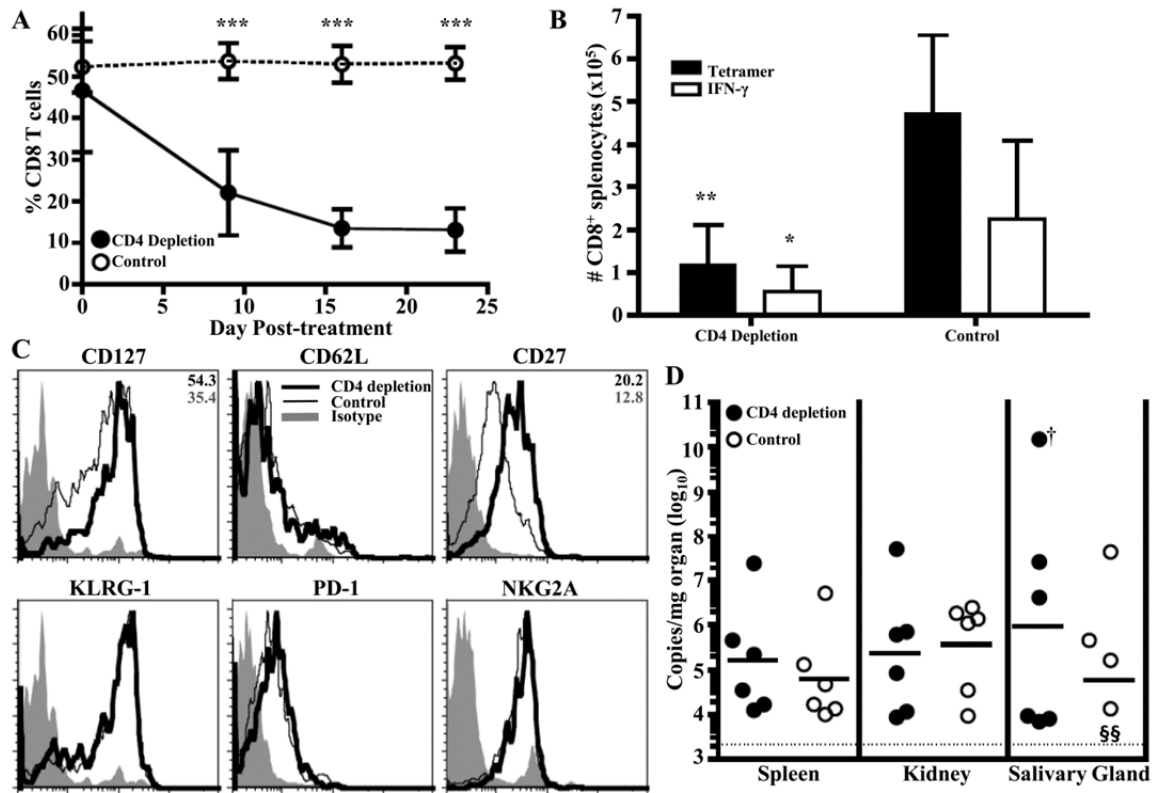 A
% CD8 T cells
60
50
40
30
20
10
0
*** *** ***
CD4 Depletion
Control
0 5 10 15 20 25
Day Post-treatment
B
# CD8+ splenocytes (x10⁵)
7
6
5
4
3
2
1
0
Tetramer
IFN-γ
**
*
CD4 Depletion Control
C
CD127 CD62L CD27
54.3
35.4
CD4 depletion
Control
Isotype
20.2
12.8
KLRG-1 PD-1 NKG2A
D
Copies/mg organ (log₁₀)
11
10
9
8
7
6
5
4
3
CD4 depletion
Control
†
§§
Spleen Kidney Salivary Gland